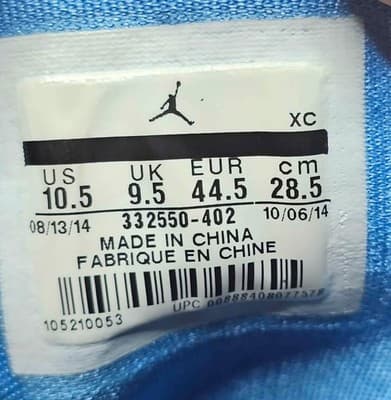 XC
US UK EUR cm
10.5 9.5 44.5 28.5
08/13/14 332550-402 10/06/14
MADE IN CHINA
FABRIQUE EN CHINE
105210053
UPC